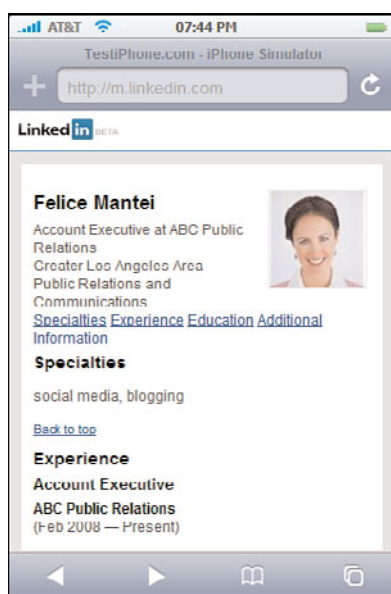 AT&T 07:44 PM
TestiPhone.com - iPhone Simulator
http://m.linkedin.com
Linked in BETA
Felice Mantei
Account Executive at ABC Public
Relations
Greater Los Angeles Area
Public Relations and
Communications
Specialties Experience Education Additional
Information
Specialties
social media, blogging
Back to top
Experience
Account Executive
ABC Public Relations
(Feb 2008 — Present)